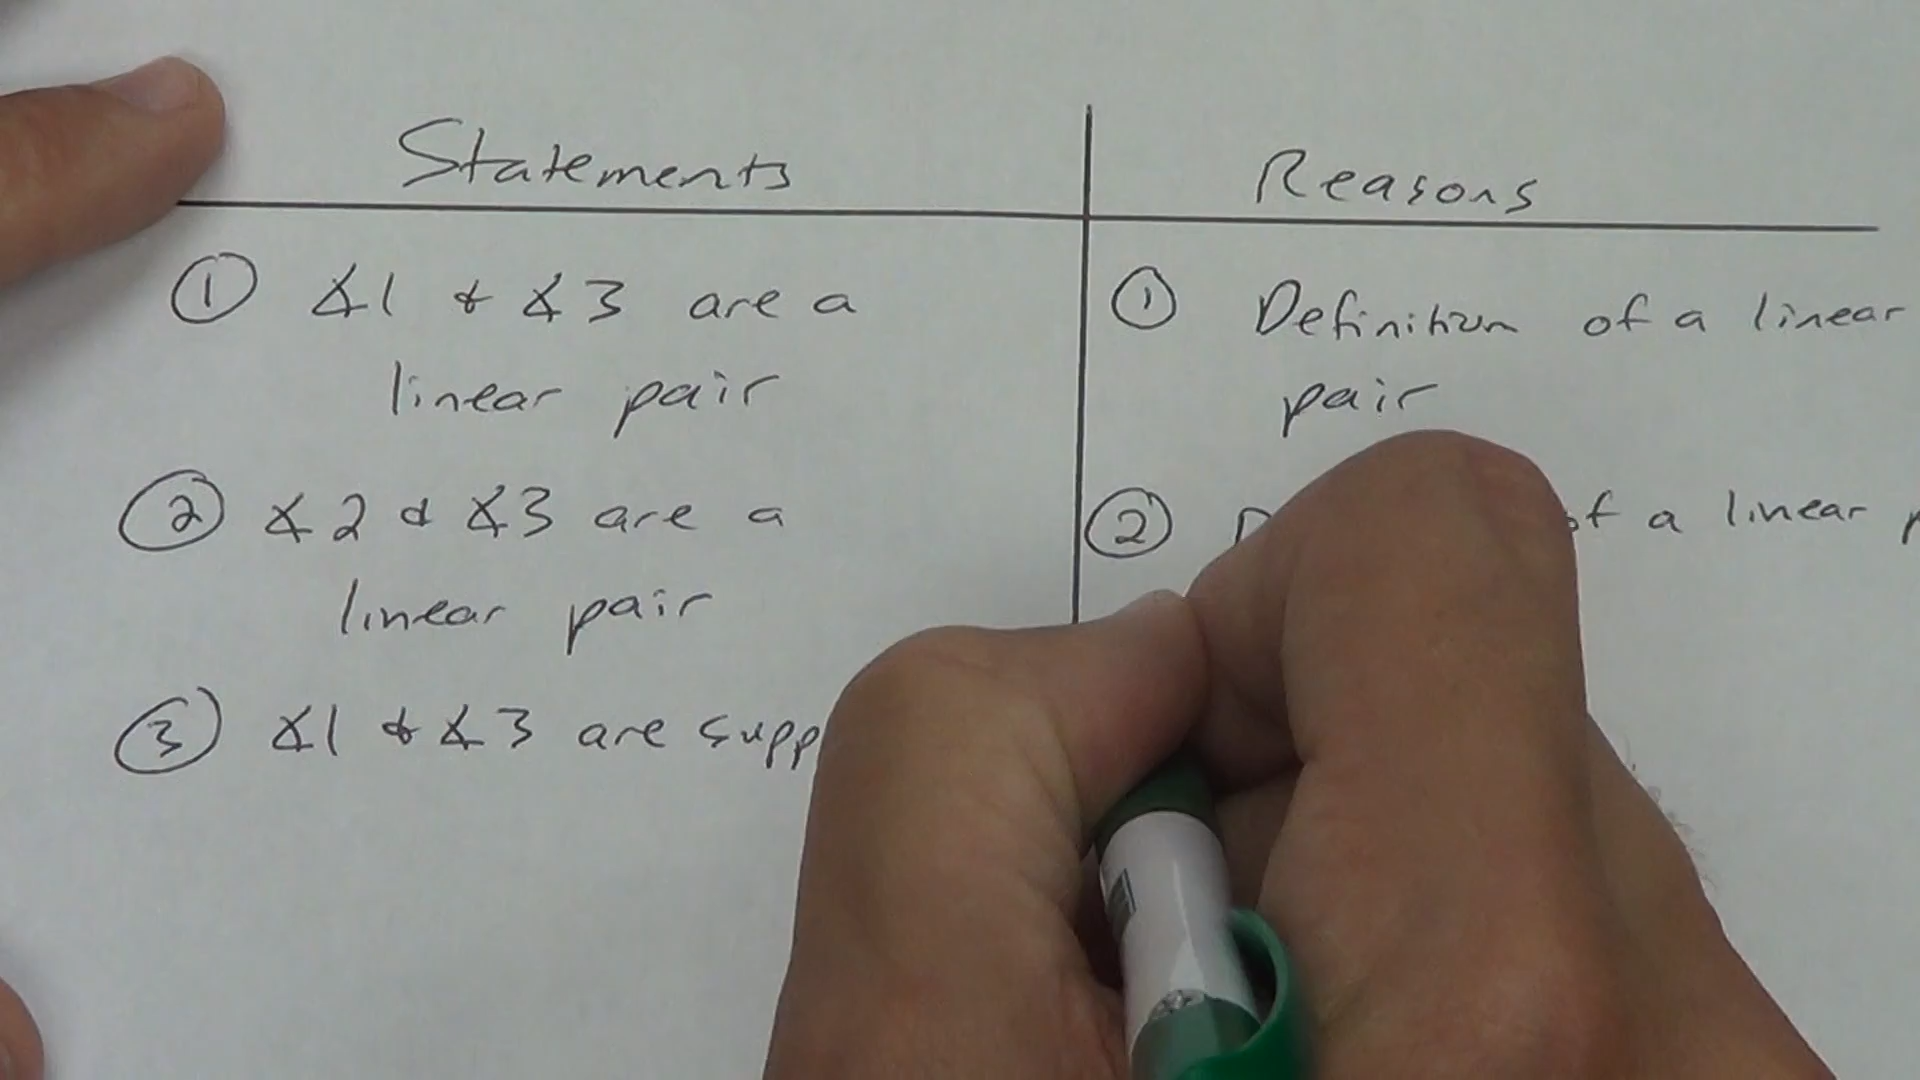 Statements Reasons
① ∡1 & ∡3 are a
linear pair
① Definition of a linear
pair
② ∡2 & ∡3 are a
linear pair
② of a linear
③ ∡1 & ∡3 are supp